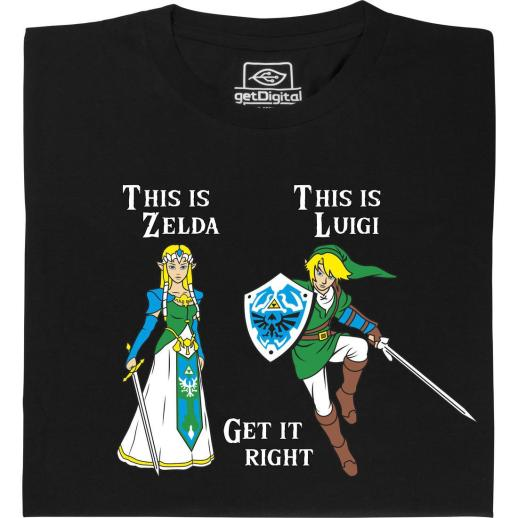 getDigital
THIS IS
ZELDA
THIS IS
LUIGI
GET IT
RIGHT